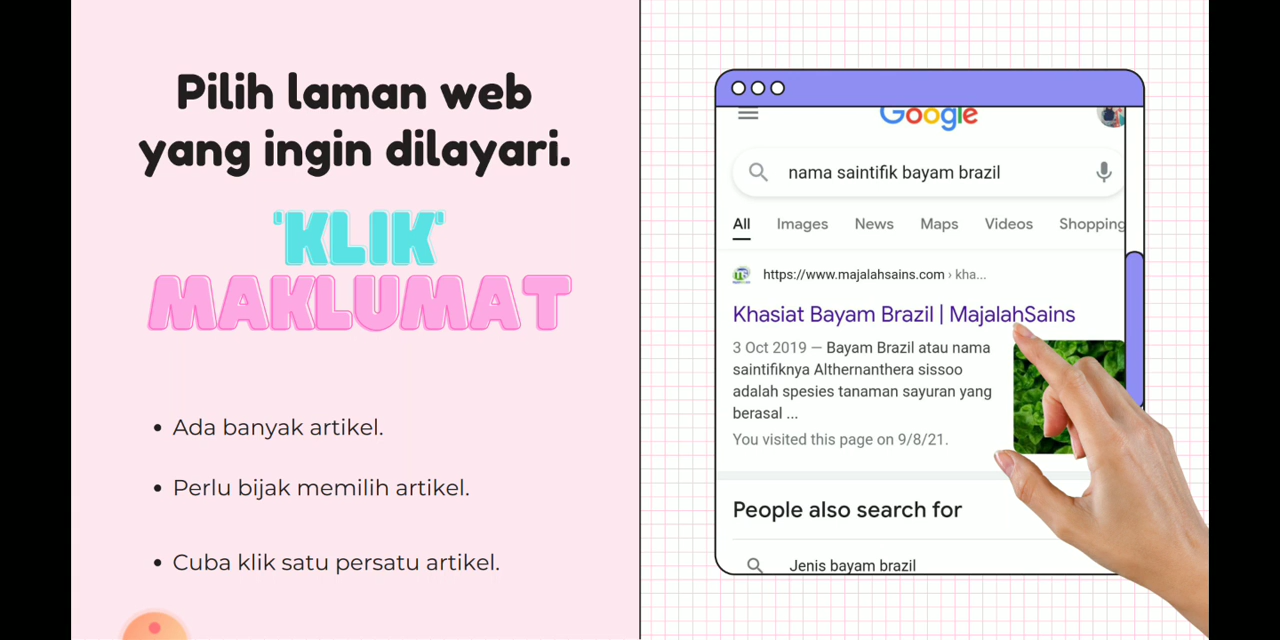 Pilih laman web
yang ingin dilayari.
'KLIK'
MAKLUMAT
• Ada banyak artikel.
• Perlu bijak memilih artikel.
• Cuba klik satu persatu artikel.
Google
nama saintifik bayam brazil
All Images News Maps Videos Shopping
https://www.majalahsains.com › kha...
Khasiat Bayam Brazil | MajalahSains
3 Oct 2019 — Bayam Brazil atau nama
saintifiknya Althernanthera sissoo
adalah spesies tanaman sayuran yang
berasal ...
You visited this page on 9/8/21.
People also search for
Jenis bayam brazil